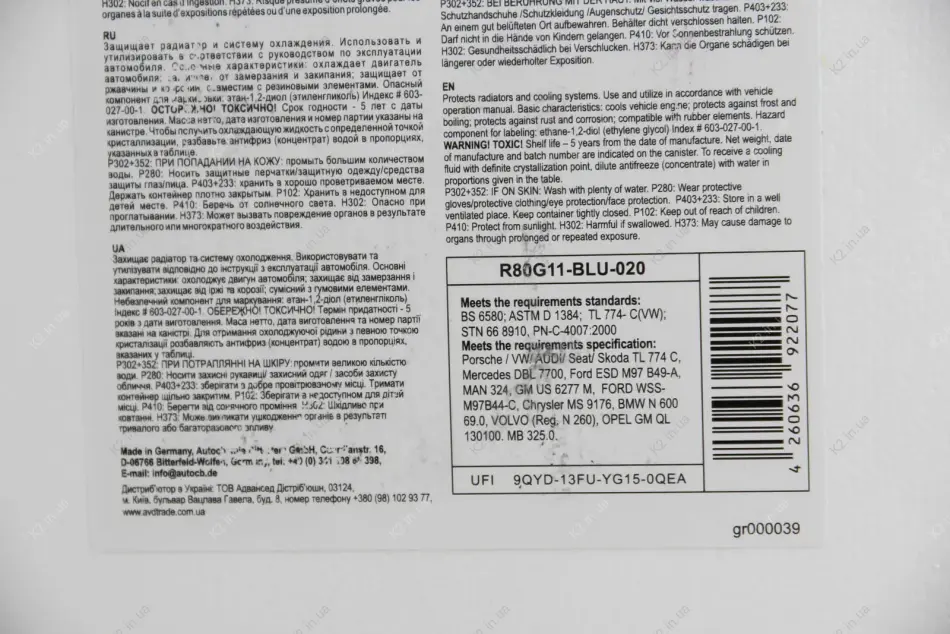 H302: Nocif en cas d'ingestion. H373: Risque présumé d'effets graves pour les
organes à la suite d'expositions répétées ou d'une exposition prolongée.
RU
Защищает радиатор и систему охлаждения. Использовать и
утилизировать в соответствии с руководством по эксплуатации
автомобиля. характеристики: охлаждает двигатель
автомобиля; от замерзания и закипания; защищает от
ржавчины и совместим с резиновыми элементами. Опасный
компонент для маркировки: этан-1,2-диол (этиленгликоль) Индекс # 603-
027-00-1. ОСТОРОЖНО! ТОКСИЧНО! Срок годности - 5 лет с даты
изготовления. Масса нетто, дата изготовления и номер партии указаны на
канистре. Чтобы получить охлаждающую жидкость с определенной точкой
кристаллизации, разбавьте антифриз (концентрат) водой в пропорциях,
указанных в таблице.
P302+352: ПРИ ПОПАДАНИИ НА КОЖУ: промыть большим количеством
воды. P280: Носить защитные перчатки/защитную одежду/средства
защиты глаз/лица. P403+233: хранить в хорошо проветриваемом месте.
Держать контейнер плотно закрытым. P102: Хранить в недоступном для
детей месте. P410: Беречь от солнечного света. H302: Опасно при
проглатывании. H373: Может вызвать повреждение органов в результате
длительного или многократного воздействия.
UA
Захищає радіатор та систему охолодження. Використовувати та
утилізувати відповідно до інструкції з експлуатації автомобіля. Основні
характеристики: охолоджує двигун автомобіля; захищає від замерзання і
закипання; захищає від іржі та корозії; сумісний з гумовими елементами.
Небезпечний компонент для маркування: етан-1,2-діол (етиленгліколь)
Індекс # 603-027-00-1. ОБЕРЕЖНО! ТОКСИЧНО! Термін придатності - 5
років з дати виготовлення. Маса нетто, дата виготовлення та номер партії
вказані на каністрі. Для отримання охолоджуючої рідини з певною точкою
кристалізації розбавляють антифриз (концентрат) водою в пропорціях,
вказаних у таблиці.
P302+352: ПРИ ПОТРАПЛЯННІ НА ШКІРУ: промити великою кількістю
води. P280: Носити захисні рукавиці/ захисний одяг / засоби захисту
обличчя. P403+233: зберігати з добре провітрюваному місці. Тримати
контейнер щільно закритим. P102: Зберігати в недоступном для дітей
місці. P410: Берегти від сонячного проміння. H302: Шкідливо при
ковтанні. H373: Може викликати ушкодження органів в результаті
тривалого або багаторазового впливу.
Made in Germany, GmbH, 16,
D-06766 Bitterfeld-Wolfen, Germany, tel. 398,
E-mail: info@autocb.de
Дистриб'ютор в Україні: ТОВ Адвансед Дістріб'юшн, 03124,
м. Київ, бульвар Вацлава Гавела, буд. 8, номер телефону +380 (98) 102 93 77,
www.avdtrade.com.ua
Schutzhandschuhe /Schutzkleidung /Augenschutz/ Gesichtsschutz tragen. P403+233:
An einem gut belüfteten Ort aufbewahren. Behälter dicht verschlossen halten. P102:
Darf nicht in die Hände von Kindern gelangen. P410: Vor Sonnenbestrahlung schützen.
H302: Gesundheitsschädlich bei Verschlucken. H373: Kann die Organe schädigen bei
längerer oder wiederholter Exposition.
EN
Protects radiators and cooling systems. Use and utilize in accordance with vehicle
operation manual. Basic characteristics: cools vehicle engine; protects against frost and
boiling; protects against rust and corrosion; compatible with rubber elements. Hazard
component for labeling: ethane-1,2-diol (ethylene glycol) Index # 603-027-00-1.
WARNING! TOXIC! Shelf life – 5 years from the date of manufacture. Net weight, date
of manufacture and batch number are indicated on the canister. To receive a cooling
fluid with definite crystallization point, dilute antifreeze (concentrate) with water in
proportions given in the table.
P302+352: IF ON SKIN: Wash with plenty of water. P280: Wear protective
gloves/protective clothing/eye protection/face protection. P403+233: Store in a well
ventilated place. Keep container tightly closed. P102: Keep out of reach of children.
P410: Protect from sunlight. H302: Harmful if swallowed. H373: May cause damage to
organs through prolonged or repeated exposure.
R80G11-BLU-020
Meets the requirements standards:
BS 6580; ASTM D 1384; TL 774- C(VW);
STN 66 8910, PN-C-4007:2000
Meets the requirements specification:
Porsche / VW/ AUDI/ Seat/ Skoda TL 774 C,
Mercedes DBL 7700, Ford ESD M97 B49-A,
MAN 324, GM US 6277 M, FORD WSS-
M97B44-C, Chrysler MS 9176, BMW N 600
69.0, VOLVO (Reg. N 260), OPEL GM QL
130100. MB 325.0.
UFI 9QYD-13FU-YG15-0QEA
4 260636 922077
gr000039